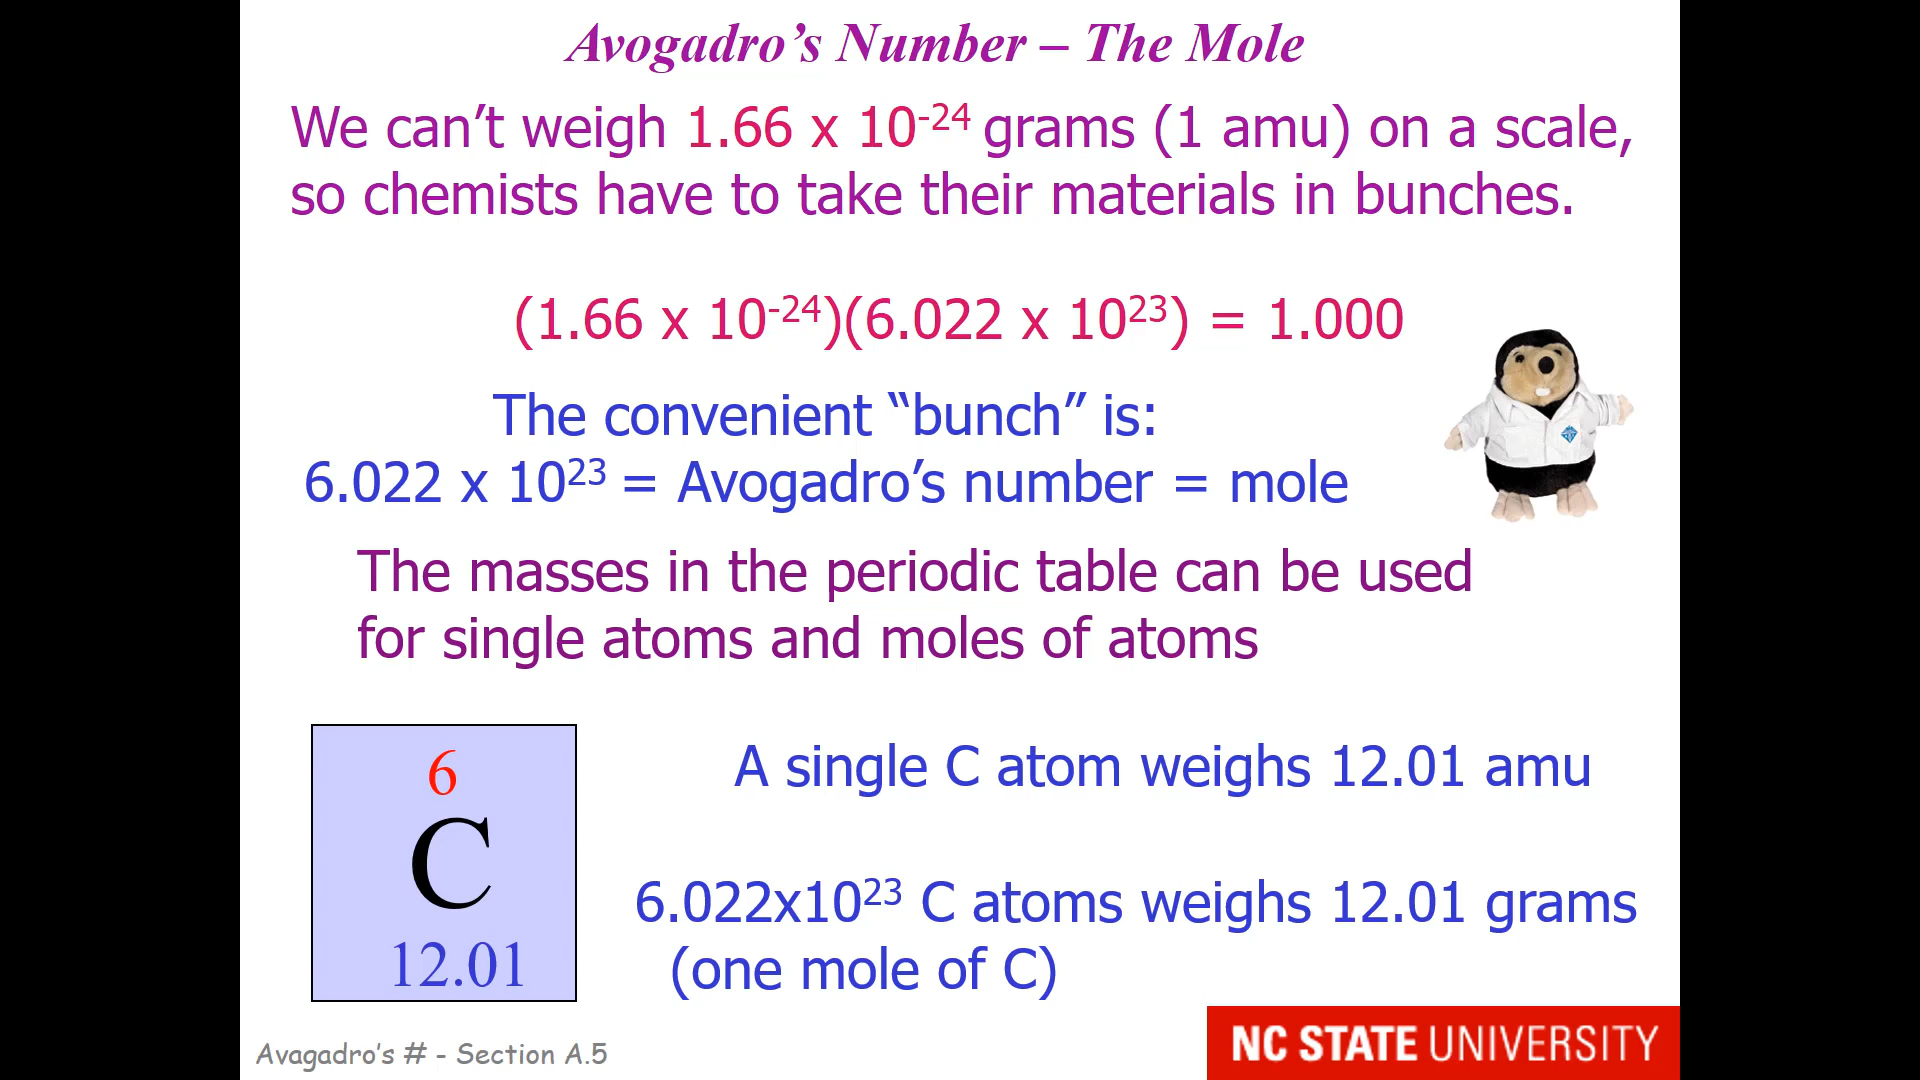 Avogadro’s Number – The Mole
We can’t weigh 1.66 x 10⁻²⁴ grams (1 amu) on a scale,
so chemists have to take their materials in bunches.
(1.66 x 10⁻²⁴)(6.022 x 10²³) = 1.000
The convenient “bunch” is:
6.022 x 10²³ = Avogadro’s number = mole
The masses in the periodic table can be used
for single atoms and moles of atoms
6
C
12.01
A single C atom weighs 12.01 amu
6.022x10²³ C atoms weighs 12.01 grams
(one mole of C)
Avagadro’s # - Section A.5
NC STATE UNIVERSITY